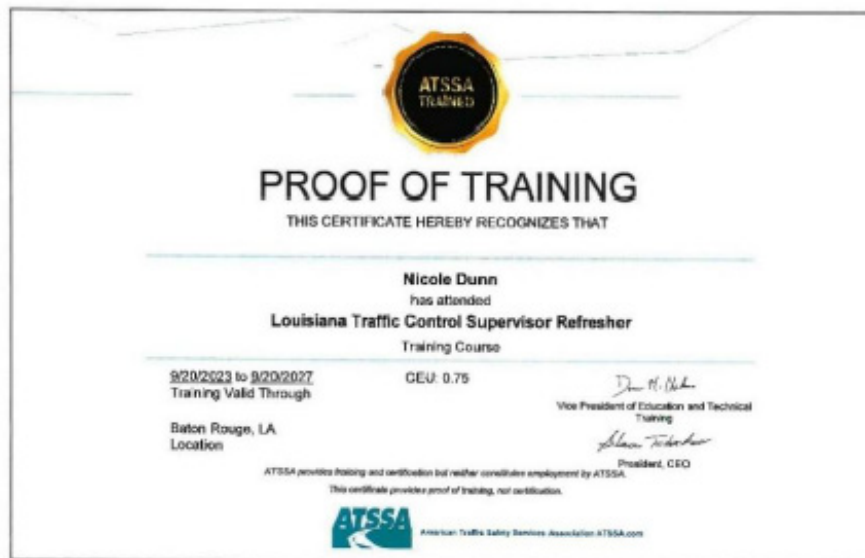 ATSSA
TRAINED
PROOF OF TRAINING
THIS CERTIFICATE HEREBY RECOGNIZES THAT
Nicole Dunn
has attended
Louisiana Traffic Control Supervisor Refresher
Training Course
9/20/2023 to 9/20/2027
Training Valid Through
CEU: 0.75
Vice President of Education and Technical
Training
Baton Rouge, LA
Location
President, CEO
ATSSA provides training and certification but neither constitutes employment by ATSSA.
This certificate provides proof of training, not certification.
ATSSA
American Traffic Safety Services Association ATSSA.com